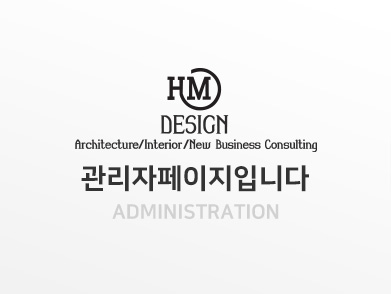 HM
DESIGN
Architecture/Interior/New Business Consulting
관리자페이지입니다
ADMINISTRATION